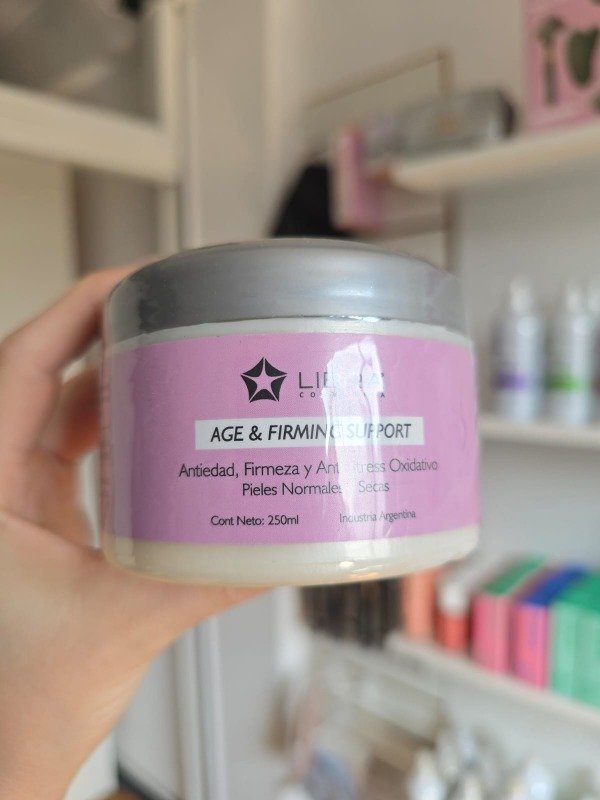 AGE & FIRMING SUPPORT
Antiedad, Firmeza y Anti Stress Oxidativo
Pieles Normales Secas
Cont Neto: 250ml
Industria Argentina